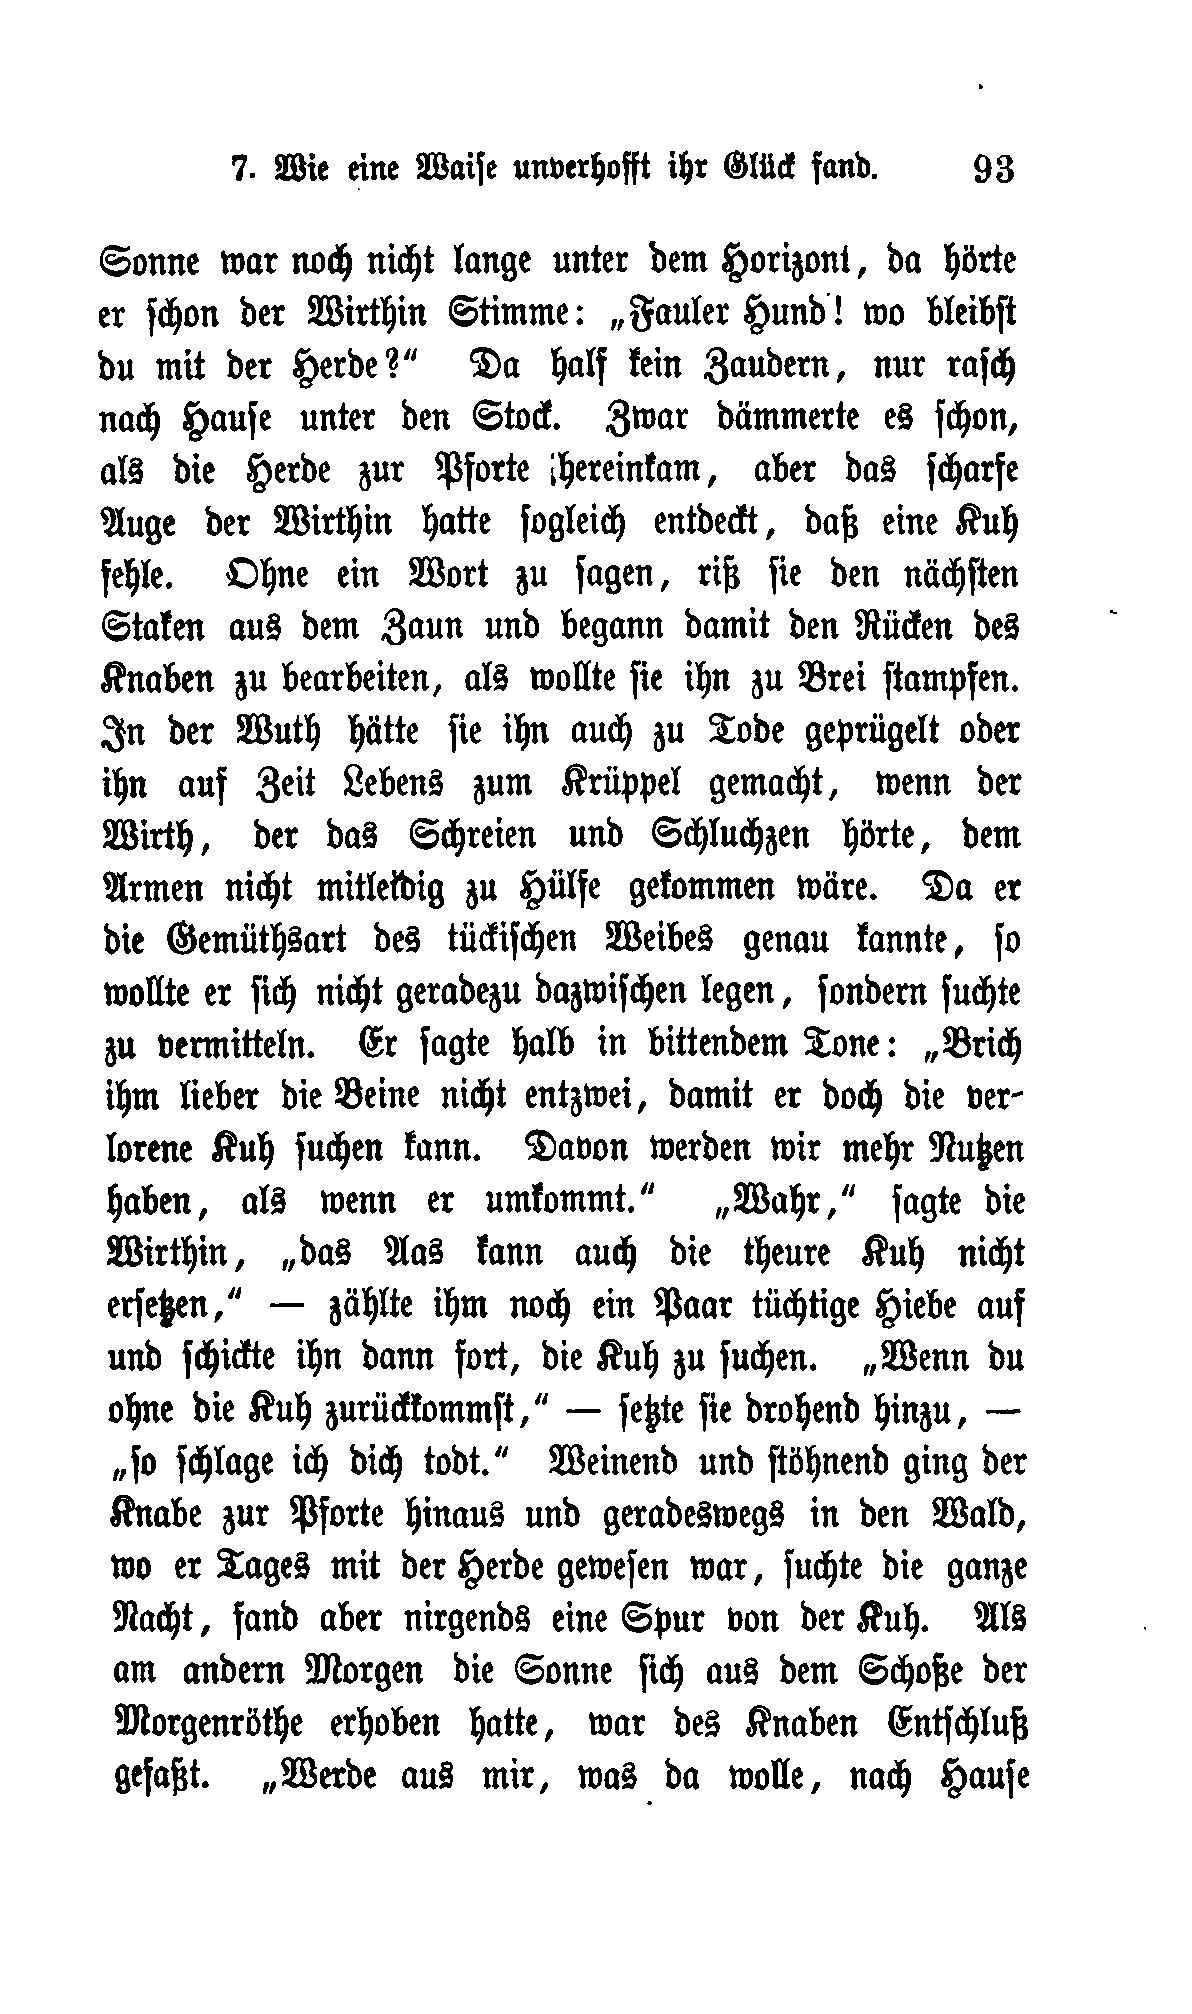 7. Wie eine Waise unverhofft ihr Glück fand. 93
Sonne war noch nicht lange unter dem Horizont, da hörte
er schon der Wirthin Stimme: „Fauler Hund! wo bleibst
du mit der Herde?“ Da half kein Zaudern, nur rasch
nach Hause unter den Stock. Zwar dämmerte es schon,
als die Herde zur Pforte hereinkam, aber das scharfe
Auge der Wirthin hatte sogleich entdeckt, daß eine Kuh
fehle. Ohne ein Wort zu sagen, riß sie den nächsten
Staken aus dem Zaun und begann damit den Rücken des
Knaben zu bearbeiten, als wollte sie ihn zu Brei stampfen.
In der Wuth hätte sie ihn auch zu Tode geprügelt oder
ihn auf Zeit Lebens zum Krüppel gemacht, wenn der
Wirth, der das Schreien und Schluchzen hörte, dem
Armen nicht mitleidig zu Hülfe gekommen wäre. Da er
die Gemüthsart des tückischen Weibes genau kannte, so
wollte er sich nicht geradezu dazwischen legen, sondern suchte
zu vermitteln. Er sagte halb in bittendem Tone: „Brich
ihm lieber die Beine nicht entzwei, damit er doch die ver-
lorene Kuh suchen kann. Davon werden wir mehr Nutzen
haben, als wenn er umkommt.“ „Wahr,“ sagte die
Wirthin, „das Aas kann auch die theure Kuh nicht
ersetzen,“ — zählte ihm noch ein Paar tüchtige Hiebe auf
und schickte ihn dann fort, die Kuh zu suchen. „Wenn du
ohne die Kuh zurückkommst,“ — setzte sie drohend hinzu, —
„so schlage ich dich todt.“ Weinend und stöhnend ging der
Knabe zur Pforte hinaus und geradeswegs in den Wald,
wo er Tages mit der Herde gewesen war, suchte die ganze
Nacht, fand aber nirgends eine Spur von der Kuh. Als
am andern Morgen die Sonne sich aus dem Schoße der
Morgenröthe erhoben hatte, war des Knaben Entschluß
gefaßt. „Werde aus mir, was da wolle, nach Hause